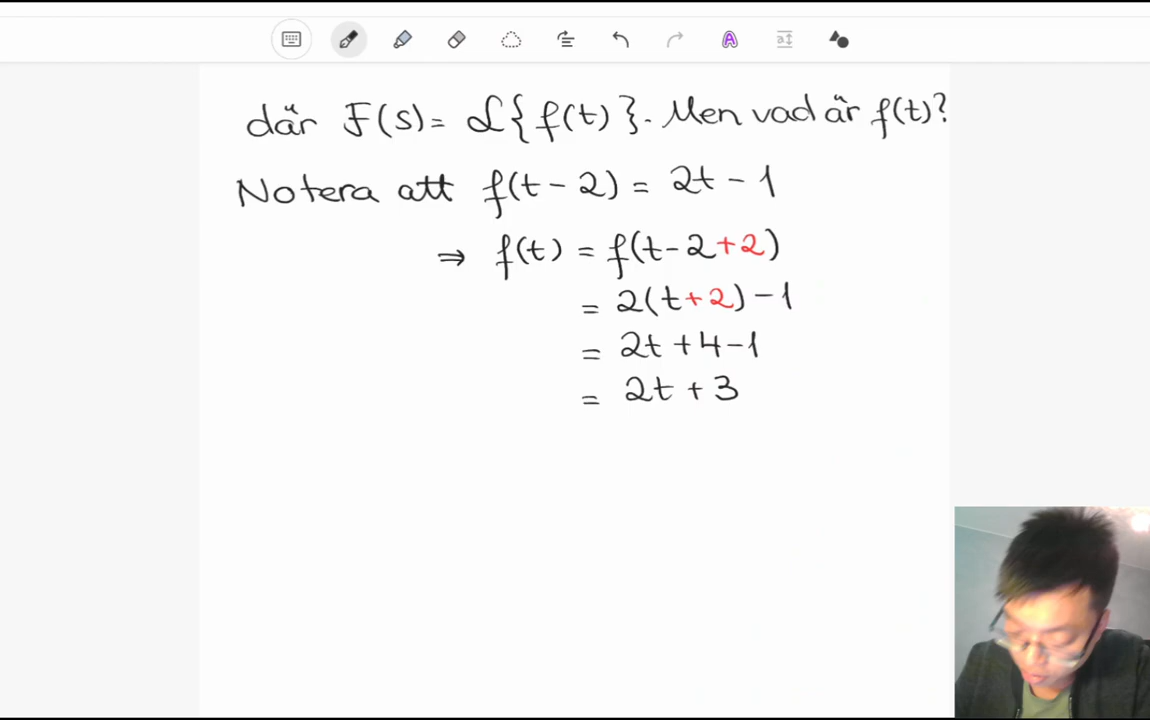 där F(s) = ℒ{f(t)}. Men vad är f(t)?
Notera att f(t-2) = 2t - 1
⇒ f(t) = f(t-2+2)
= 2(t+2) - 1
= 2t + 4 - 1
= 2t + 3